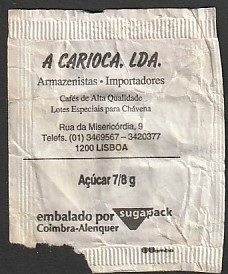 A CARIOCA, LDA.
Armazenistas - Importadores
Cafés de Alta Qualidade
Lotes Especiais para Chávena
Rua da Misericórdia, 9
Telefs. (01) 3469567 - 3420377
1200 LISBOA
Açúcar 7/8 g
embalado por sugapack
Coimbra-Alenquer